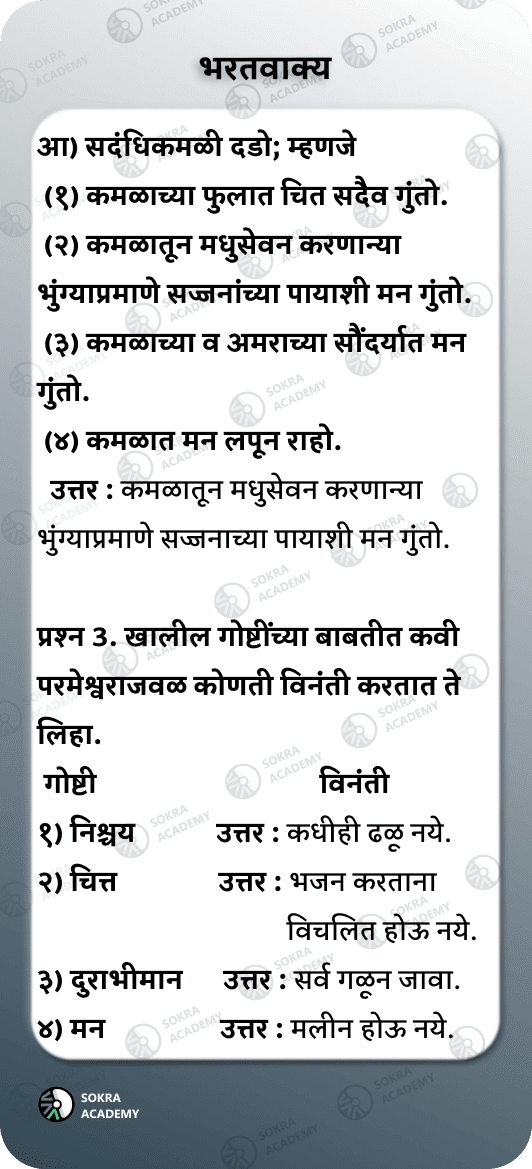 भरतवाक्य
आ) सदंधिकमळी दडो; म्हणजे
(१) कमळाच्या फुलात चित सदैव गुंतो.
(२) कमळातून मधुसेवन करणान्या
भुंग्याप्रमाणे सज्जनांच्या पायाशी मन गुंतो.
(३) कमळाच्या व अमराच्या सौंदर्यात मन
गुंतो.
(४) कमळात मन लपून राहो.
उत्तर : कमळातून मधुसेवन करणान्या
भुंग्याप्रमाणे सज्जनाच्या पायाशी मन गुंतो.
प्रश्न 3. खालील गोष्टींच्या बाबतीत कवी
परमेश्वराजवळ कोणती विनंती करतात ते
लिहा.
गोष्टी विनंती
१) निश्चय उत्तर : कधीही ढळू नये.
२) चित्त उत्तर : भजन करताना
विचलित होऊ नये.
३) दुराभीमान उत्तर : सर्व गळून जावा.
४) मन उत्तर : मलीन होऊ नये.
SOKRA
ACADEMY